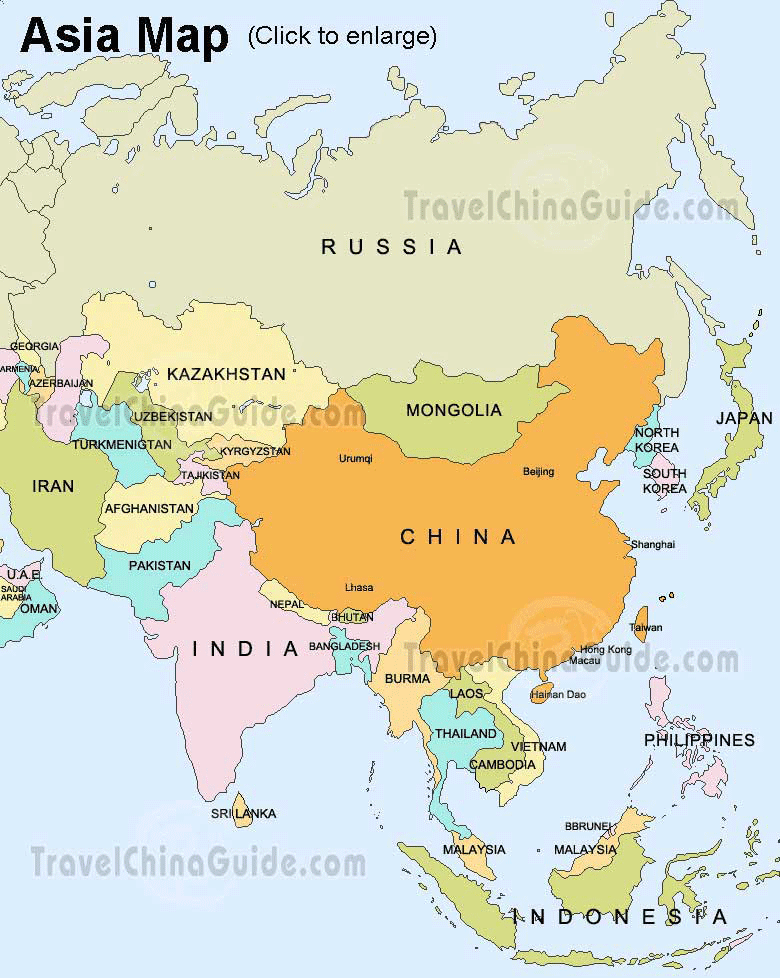 Asia Map (Click to enlarge)
TravelChinaGuide.com
RUSSIA
GEORGIA
ARMENIA
AZERBAIJAN
KAZAKHSTAN
TravelChinaGuide.com
UZBEKISTAN
MONGOLIA
JAPAN
TURKMENIGTAN
KYRGYZSTAN
Urumqi
Beijing
NORTH
KOREA
TAJIKISTAN
SOUTH
KOREA
IRAN
AFGHANISTAN
CHINA
Shanghai
PAKISTAN
U.A.E.
SAUDI
ARABIA
OMAN
Lhasa
NEPAL
BHUTAN
Taiwan
INDIA
BANGLADESH
Hong Kong
Macau
TravelChinaGuide.com
BURMA
LAOS
Hainan Dao
THAILAND
VIETNAM
PHILIPPINES
CAMBODIA
SRI LANKA
BBRUNEI
MALAYSIA
MALAYSIA
TravelChinaGuide.com
INDONESIA